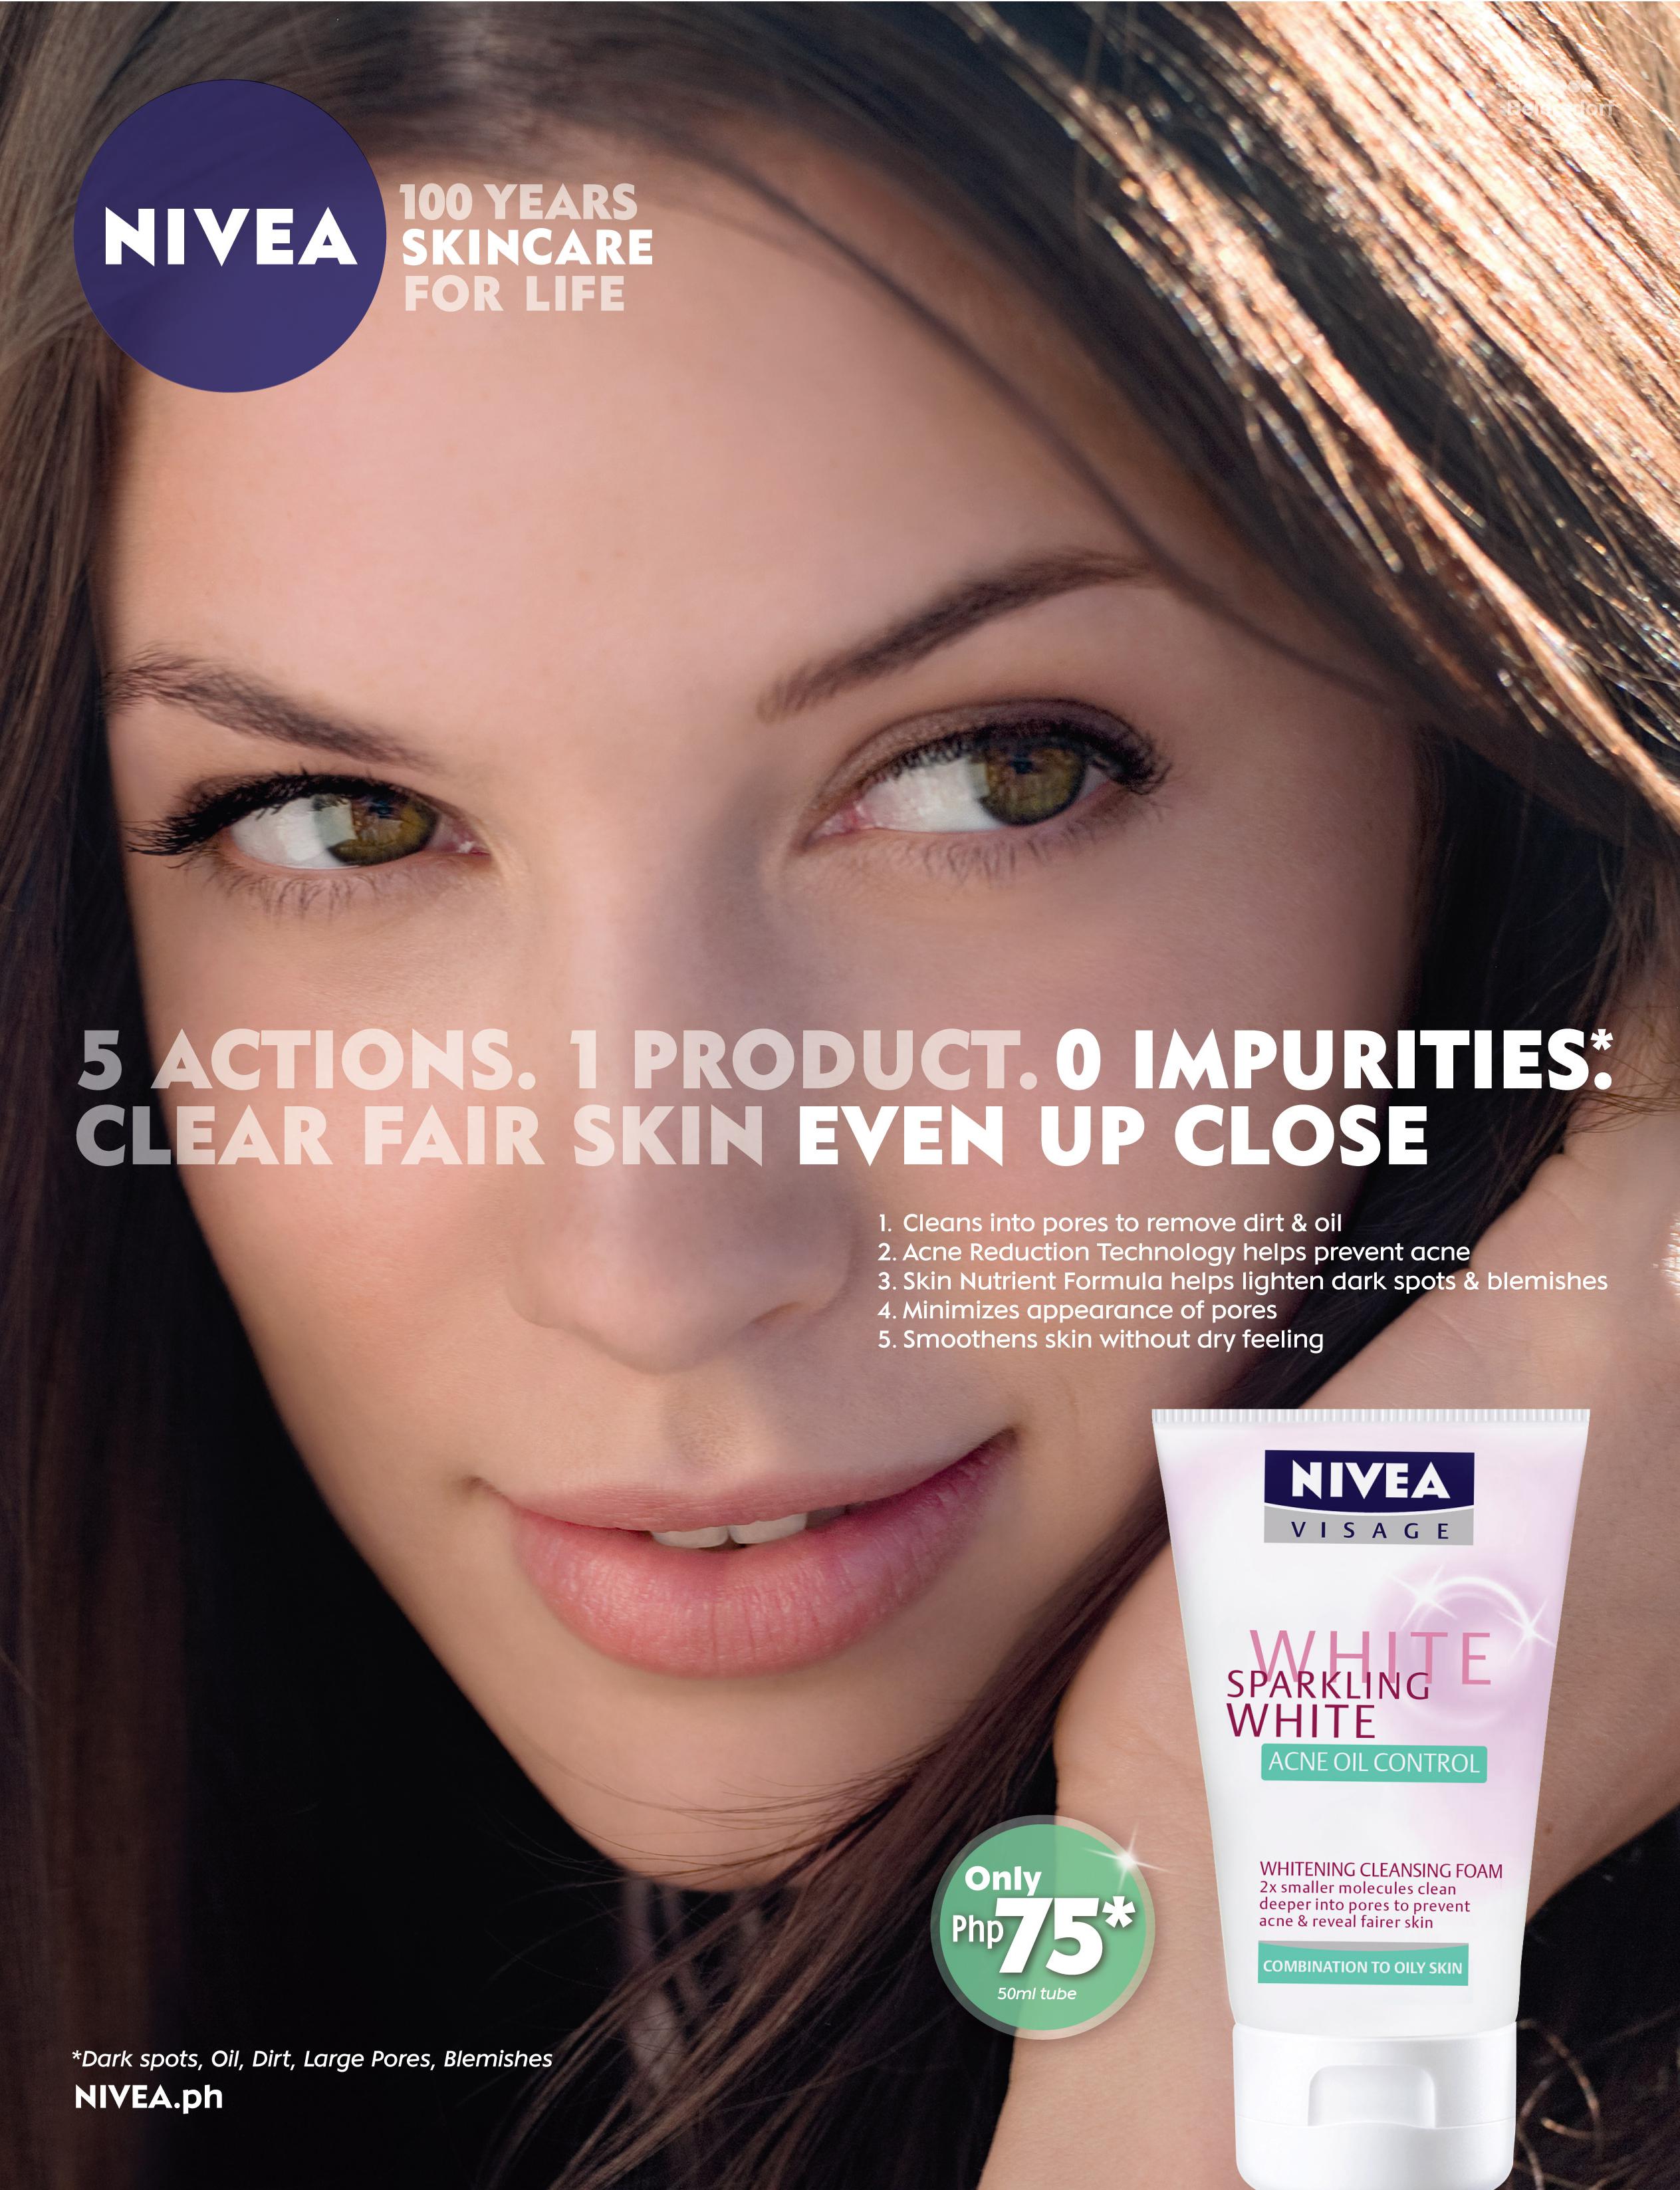 NIVEA
100 YEARS
SKINCARE
FOR LIFE
5 ACTIONS. 1 PRODUCT. 0 IMPURITIES.*
CLEAR FAIR SKIN EVEN UP CLOSE
1. Cleans into pores to remove dirt & oil
2. Acne Reduction Technology helps prevent acne
3. Skin Nutrient Formula helps lighten dark spots & blemishes
4. Minimizes appearance of pores
5. Smoothens skin without dry feeling
NIVEA
VISAGE
WHITE
SPARKLING
WHITE
ACNE OIL CONTROL
WHITENING CLEANSING FOAM
2x smaller molecules clean
deeper into pores to prevent
acne & reveal fairer skin
COMBINATION TO OILY SKIN
Only
Php75*
50ml tube
*Dark spots, Oil, Dirt, Large Pores, Blemishes
NIVEA.ph